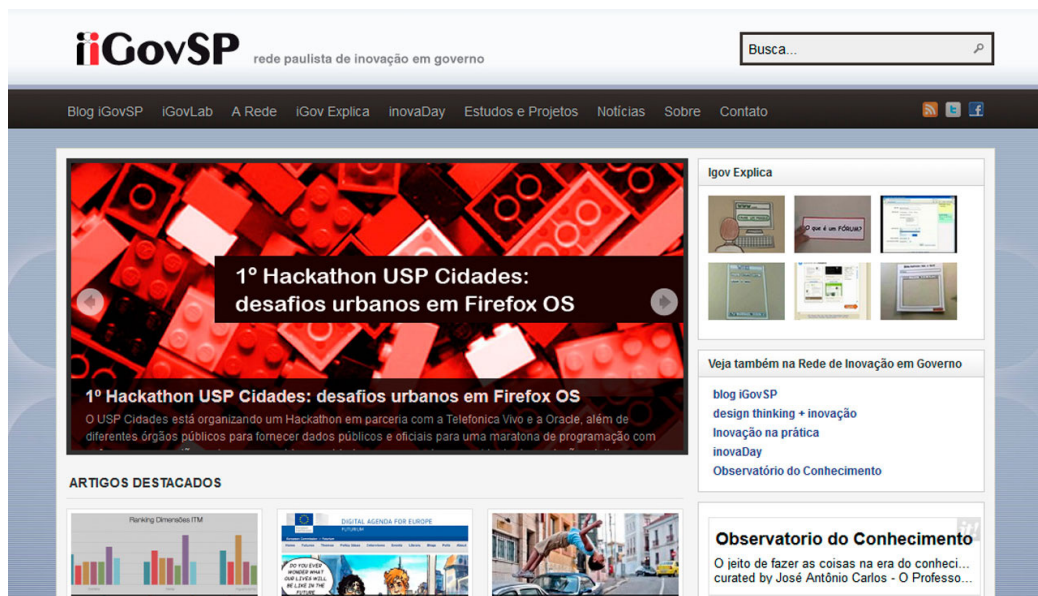 iiGovSP
rede paulista de inovação em governo
Busca...
Blog iGovSP iGovLab A Rede iGov Explica inovaDay Estudos e Projetos Notícias Sobre Contato
1º Hackathon USP Cidades:
desafios urbanos em Firefox OS
1º Hackathon USP Cidades: desafios urbanos em Firefox OS
O USP Cidades está organizando um Hackathon em parceria com a Telefonica Vivo e a Oracle, além de
diferentes órgãos públicos para fornecer dados públicos e oficiais para uma maratona de programação com
ARTIGOS DESTACADOS
Ranking Dimensões ITM
DIGITAL AGENDA FOR EUROPE
FUTURIUM
DO YOU EVER
WONDER WHAT
OUR LIVES WILL
BE LIKE IN THE
FUTURE
Igov Explica
O que é um FÓRUM?
Veja também na Rede de Inovação em Governo
blog iGovSP
design thinking + inovação
Inovação na prática
inovaDay
Observatório do Conhecimento
it!
Observatorio do Conhecimento
O jeito de fazer as coisas na era do conheci...
curated by José Antônio Carlos - O Professo...